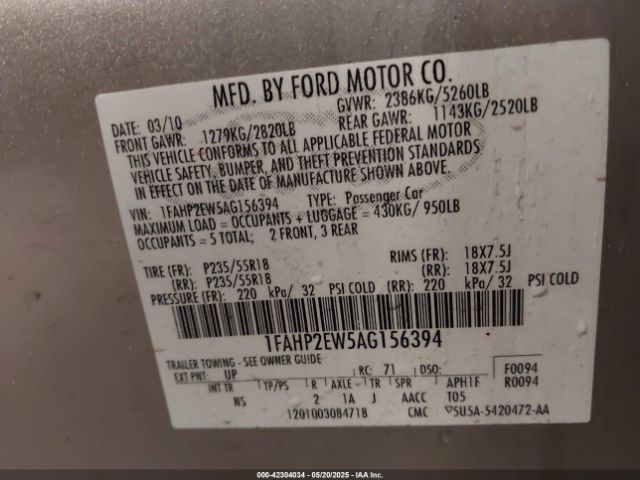 MFD. BY FORD MOTOR CO.
DATE: 03/10 GVWR: 2386KG/5260LB
FRONT GAWR: 1279KG/2820LB REAR GAWR: 1143KG/2520LB
THIS VEHICLE CONFORMS TO ALL APPLICABLE FEDERAL MOTOR
VEHICLE SAFETY, BUMPER, AND THEFT PREVENTION STANDARDS
IN EFFECT ON THE DATE OF MANUFACTURE SHOWN ABOVE.
VIN: 1FAHP2EW5AG156394 TYPE: Passenger Car
MAXIMUM LOAD = OCCUPANTS + LUGGAGE = 430KG/ 950LB
OCCUPANTS = 5 TOTAL; 2 FRONT, 3 REAR
TIRE (FR): P235/55R18 RIMS (FR): 18X7.5J
(RR): P235/55R18 (RR): 18X7.5J
PRESSURE (FR): 220 kPa/ 32 PSI COLD (RR): 220 kPa/ 32 PSI COLD
1FAHP2EW5AG156394
TRAILER TOWING - SEE OWNER GUIDE
EXT PNT: UP RC: 71 DSO: F0094
R0094
INT TR TP/PS R AXLE TR SPR APH1F
NS 2 1A J AACC T05
1201003084718 CMC ▽5U5A-5420472-AA
000-42304034 - 05/20/2025 - IAA Inc.